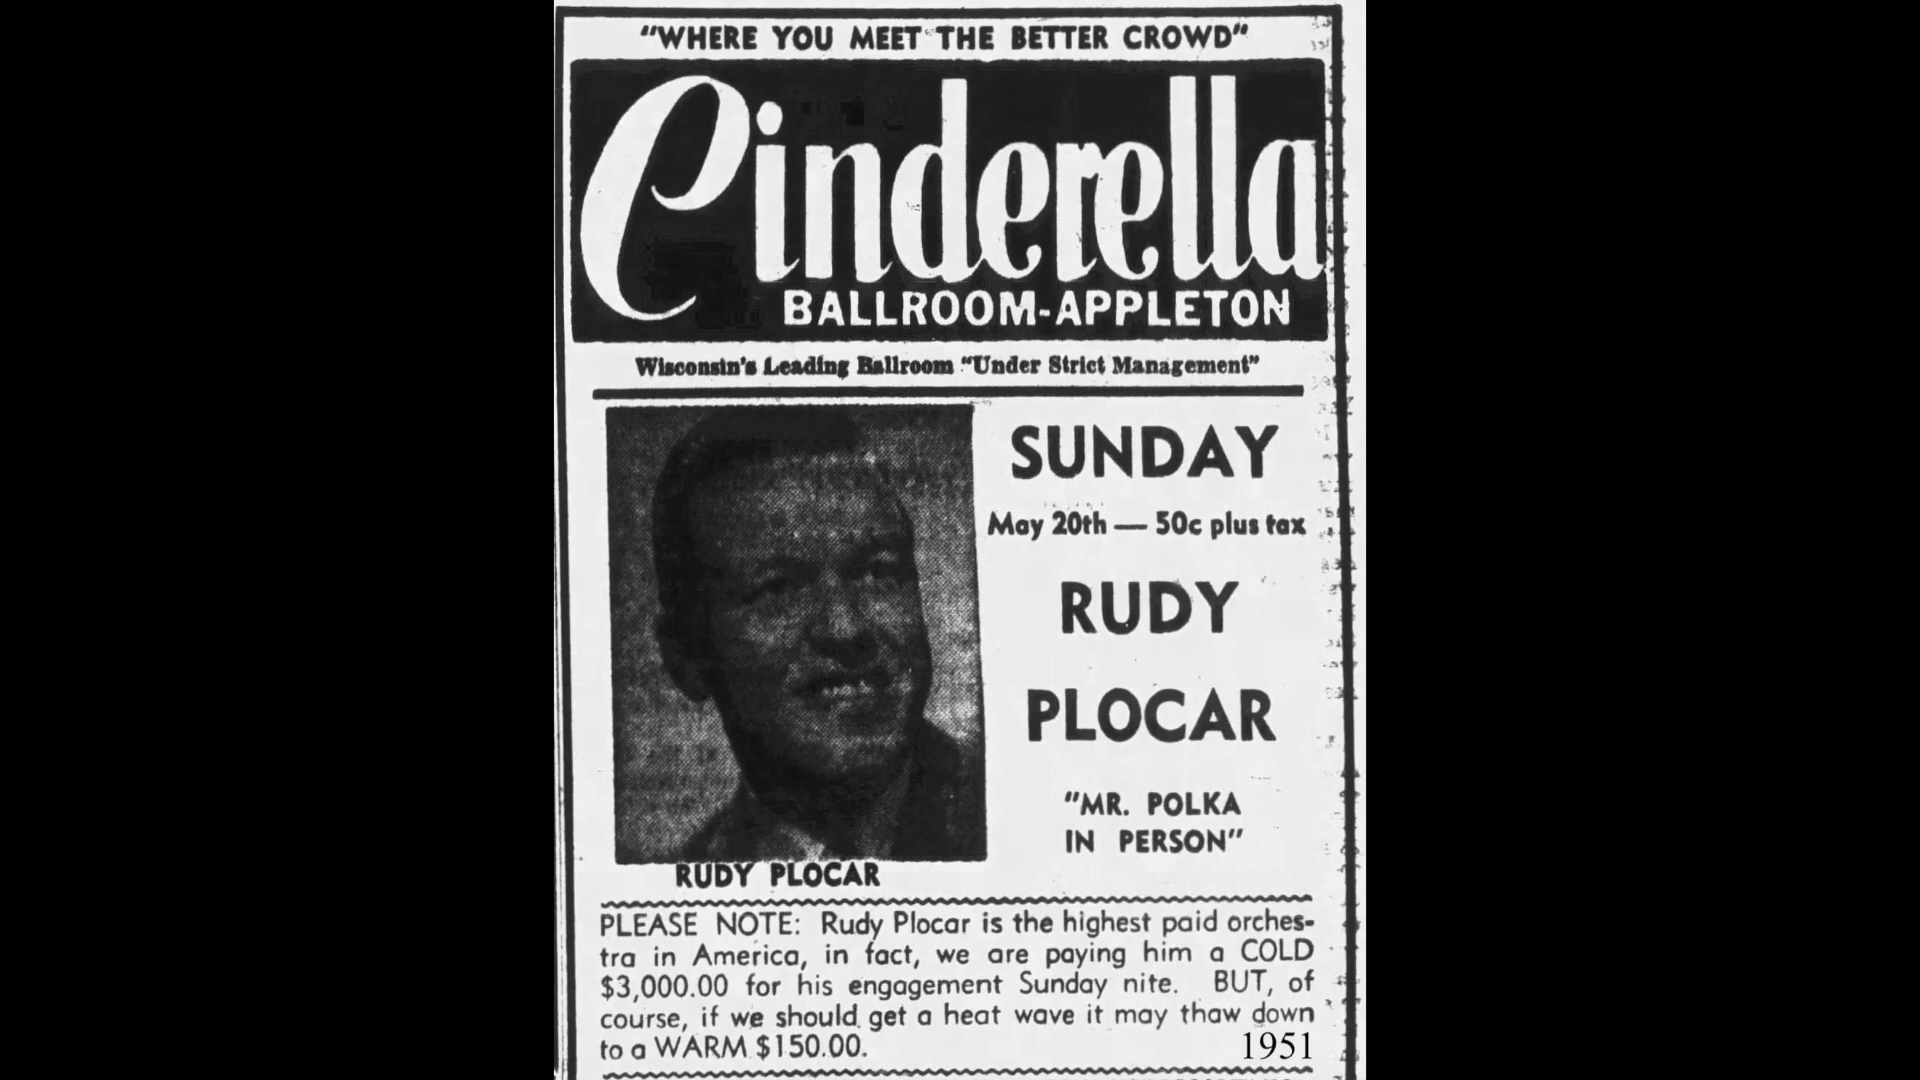 "WHERE YOU MEET THE BETTER CROWD"
Cinderella
BALLROOM-APPLETON
Wisconsin's Leading Ballroom "Under Strict Management"
SUNDAY
May 20th — 50c plus tax
RUDY
PLOCAR
"MR. POLKA
IN PERSON"
RUDY PLOCAR
PLEASE NOTE: Rudy Plocar is the highest paid orches-
tra in America, in fact, we are paying him a COLD
$3,000.00 for his engagement Sunday nite. BUT, of
course, if we should get a heat wave it may thaw down
to a WARM $150.00.
1951